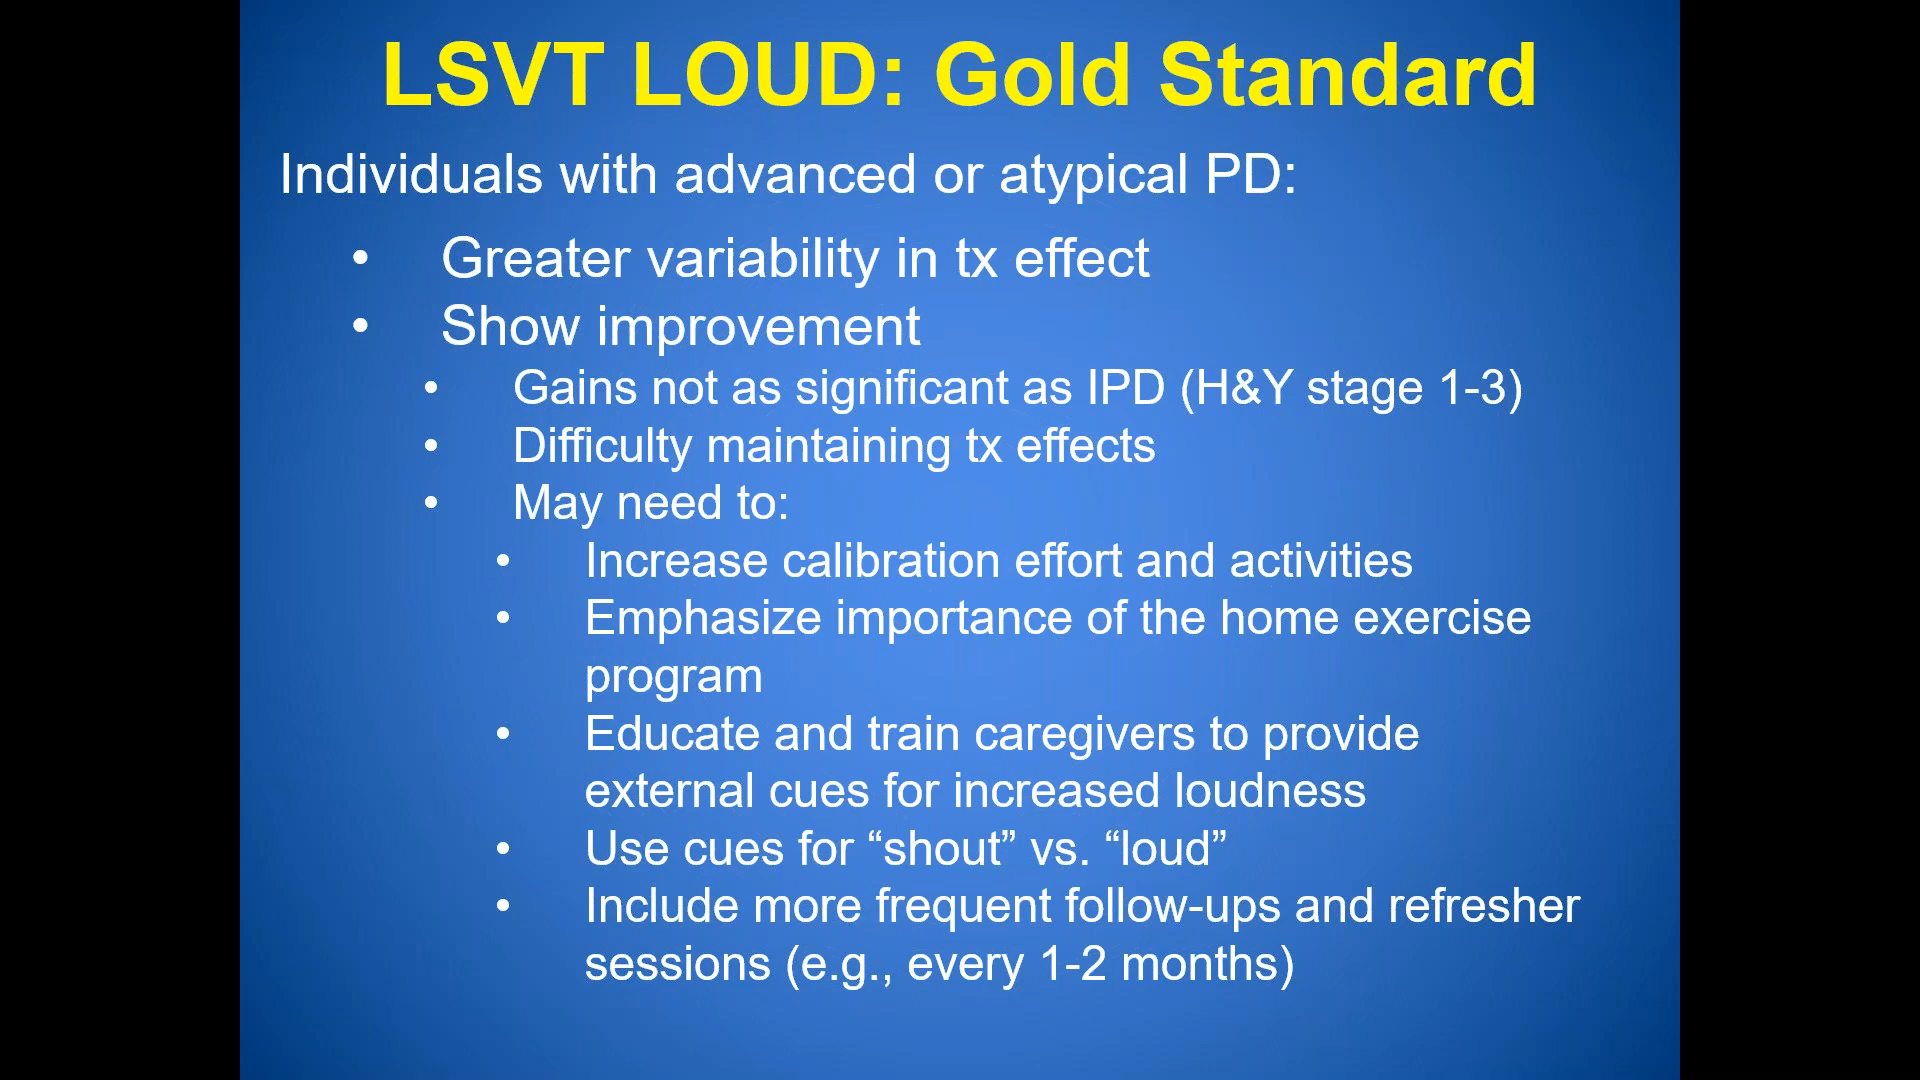 LSVT LOUD: Gold Standard
Individuals with advanced or atypical PD:
• Greater variability in tx effect
• Show improvement
• Gains not as significant as IPD (H&Y stage 1-3)
• Difficulty maintaining tx effects
• May need to:
• Increase calibration effort and activities
• Emphasize importance of the home exercise
program
• Educate and train caregivers to provide
external cues for increased loudness
• Use cues for “shout” vs. “loud”
• Include more frequent follow-ups and refresher
sessions (e.g., every 1-2 months)